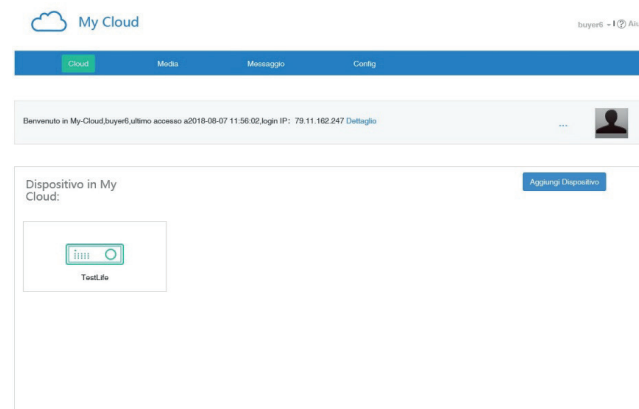 My Cloud
buyer6
Cloud Media Messaggio Config
Benvenuto in My-Cloud,buyer6,ultimo accesso a2018-08-07 11:56:02,login IP: 79.11.162.247 Dettaglio
...
Dispositivo in My
Cloud:
Aggiungi Dispositivo
TestLife